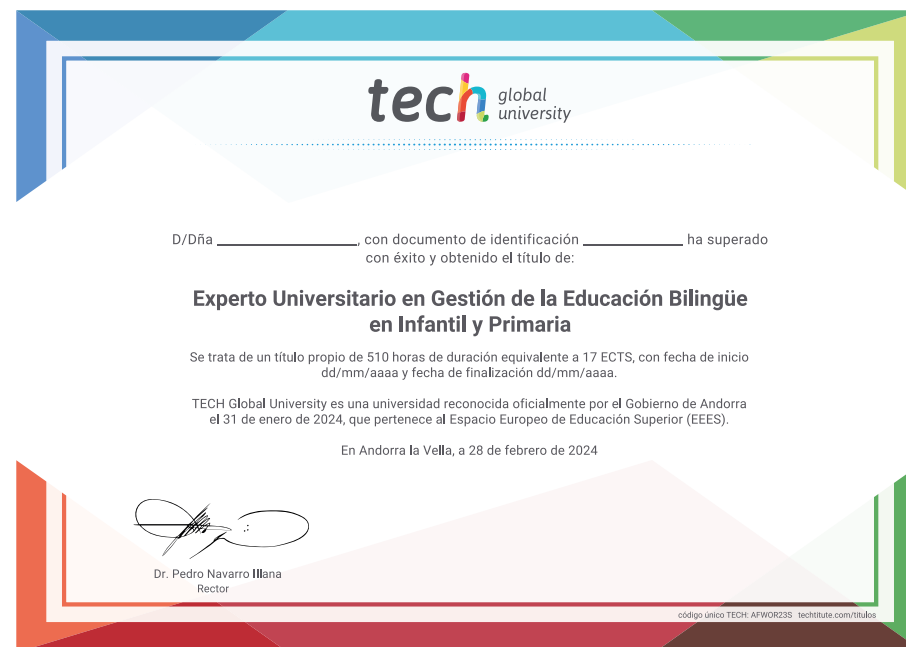 tech global university
D/Dña ____________________, con documento de identificación ______________ ha superado
con éxito y obtenido el título de:
Experto Universitario en Gestión de la Educación Bilingüe
en Infantil y Primaria
Se trata de un título propio de 510 horas de duración equivalente a 17 ECTS, con fecha de inicio
dd/mm/aaaa y fecha de finalización dd/mm/aaaa.
TECH Global University es una universidad reconocida oficialmente por el Gobierno de Andorra
el 31 de enero de 2024, que pertenece al Espacio Europeo de Educación Superior (EEES).
En Andorra la Vella, a 28 de febrero de 2024
Dr. Pedro Navarro Illana
Rector
código único TECH: AFWOR23S techtitute.com/titulos